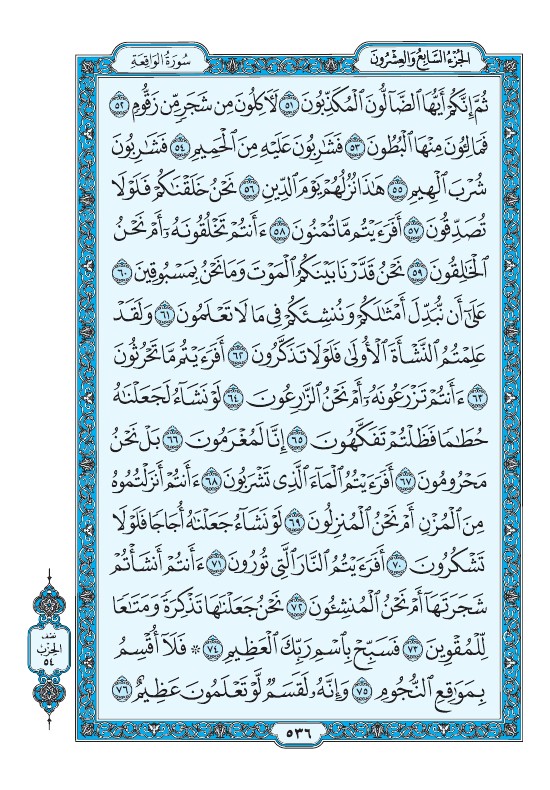 الجُزْءُ السَّابِعُ وَالعِشْرُونَ
سُورَةُ الوَاقِعَةِ
ثُمَّ إِنَّكُمْ أَيُّهَا ٱلضَّآلُّونَ ٱلْمُكَذِّبُونَ ٥١ لَأٓكِلُونَ مِن شَجَرٍ مِّن زَقُّومٍ ٥٢
فَمَالِـُٔونَ مِنْهَا ٱلْبُطُونَ ٥٣ فَشَٰرِبُونَ عَلَيْهِ مِنَ ٱلْحَمِيمِ ٥٤ فَشَٰرِبُونَ
شُرْبَ ٱلْهِيمِ ٥٥ هَٰذَا نُزُلُهُمْ يَوْمَ ٱلدِّينِ ٥٦ نَحْنُ خَلَقْنَٰكُمْ فَلَوْلَا
تُصَدِّقُونَ ٥٧ أَفَرَءَيْتُم مَّا تُمْنُونَ ٥٨ ءَأَنتُمْ تَخْلُقُونَهُۥٓ أَمْ نَحْنُ
ٱلْخَٰلِقُونَ ٥٩ نَحْنُ قَدَّرْنَا بَيْنَكُمُ ٱلْمَوْتَ وَمَا نَحْنُ بِمَسْبُوقِينَ ٦٠
عَلَىٰٓ أَن نُّبَدِّلَ أَمْثَٰلَكُمْ وَنُنشِئَكُمْ فِى مَا لَا تَعْلَمُونَ ٦١ وَلَقَدْ
عَلِمْتُمُ ٱلنَّشْأَةَ ٱلْأُولَىٰ فَلَوْلَا تَذَكَّرُونَ ٦٢ أَفَرَءَيْتُم مَّا تَحْرُثُونَ
٦٣ ءَأَنتُمْ تَزْرَعُونَهُۥٓ أَمْ نَحْنُ ٱلزَّٰرِعُونَ ٦٤ لَوْ نَشَآءُ لَجَعَلْنَٰهُ
حُطَٰمًا فَظَلْتُمْ تَفَكَّهُونَ ٦٥ إِنَّا لَمُغْرَمُونَ ٦٦ بَلْ نَحْنُ
مَحْرُومُونَ ٦٧ أَفَرَءَيْتُمُ ٱلْمَآءَ ٱلَّذِى تَشْرَبُونَ ٦٨ ءَأَنتُمْ أَنزَلْتُمُوهُ
مِنَ ٱلْمُزْنِ أَمْ نَحْنُ ٱلْمُنزِلُونَ ٦٩ لَوْ نَشَآءُ جَعَلْنَٰهُ أُجَاجًا فَلَوْلَا
تَشْكُرُونَ ٧٠ أَفَرَءَيْتُمُ ٱلنَّارَ ٱلَّتِى تُورُونَ ٧١ ءَأَنتُمْ أَنشَأْتُمْ
شَجَرَتَهَآ أَمْ نَحْنُ ٱلْمُنشِـُٔونَ ٧٢ نَحْنُ جَعَلْنَٰهَا تَذْكِرَةً وَمَتَٰعًا
لِّلْمُقْوِينَ ٧٣ فَسَبِّحْ بِٱسْمِ رَبِّكَ ٱلْعَظِيمِ ٧٤ ۞ فَلَآ أُقْسِمُ
بِمَوَٰقِعِ ٱلنُّجُومِ ٧٥ وَإِنَّهُۥ لَقَسَمٌ لَّوْ تَعْلَمُونَ عَظِيمٌ ٧٦
نصف
الحزب
٥٤
٥٣٦